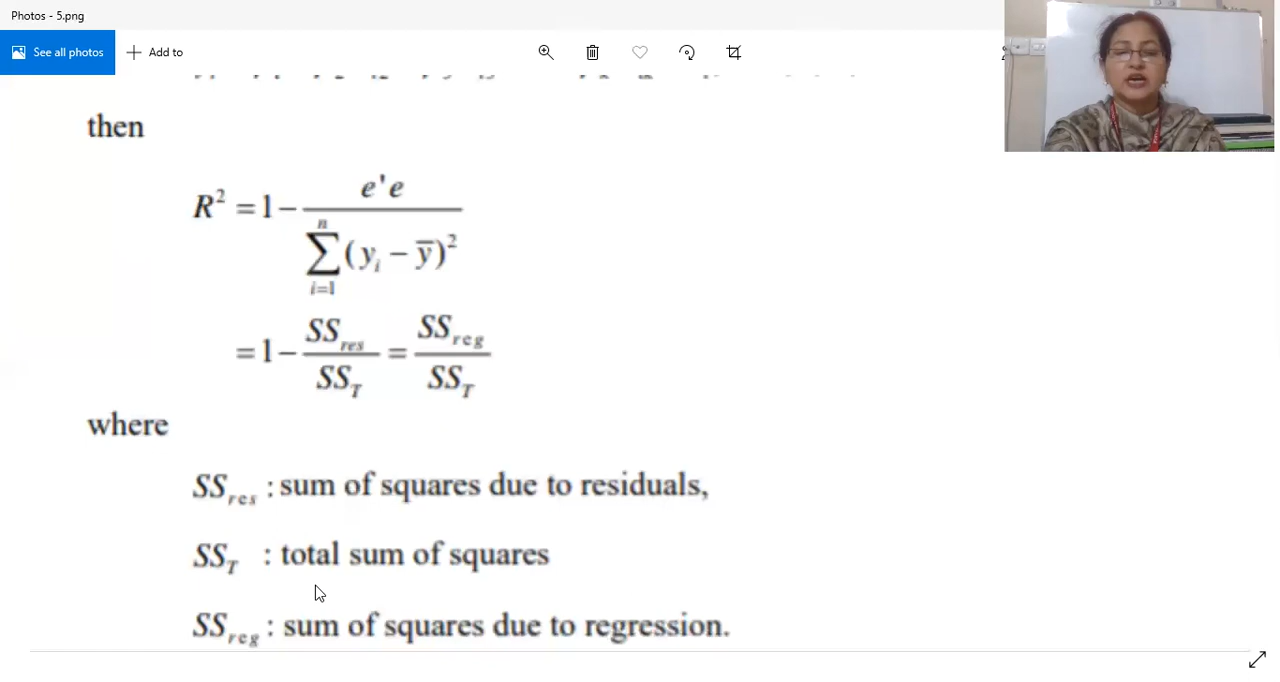 Photos - 5.png
See all photos
Add to
then
R² = 1 − e'e / ∑ⁿᵢ₌₁ (yᵢ − ȳ)²
= 1 − SS_res / SS_T = SS_reg / SS_T
where
SS_res : sum of squares due to residuals,
SS_T : total sum of squares
SS_reg : sum of squares due to regression.